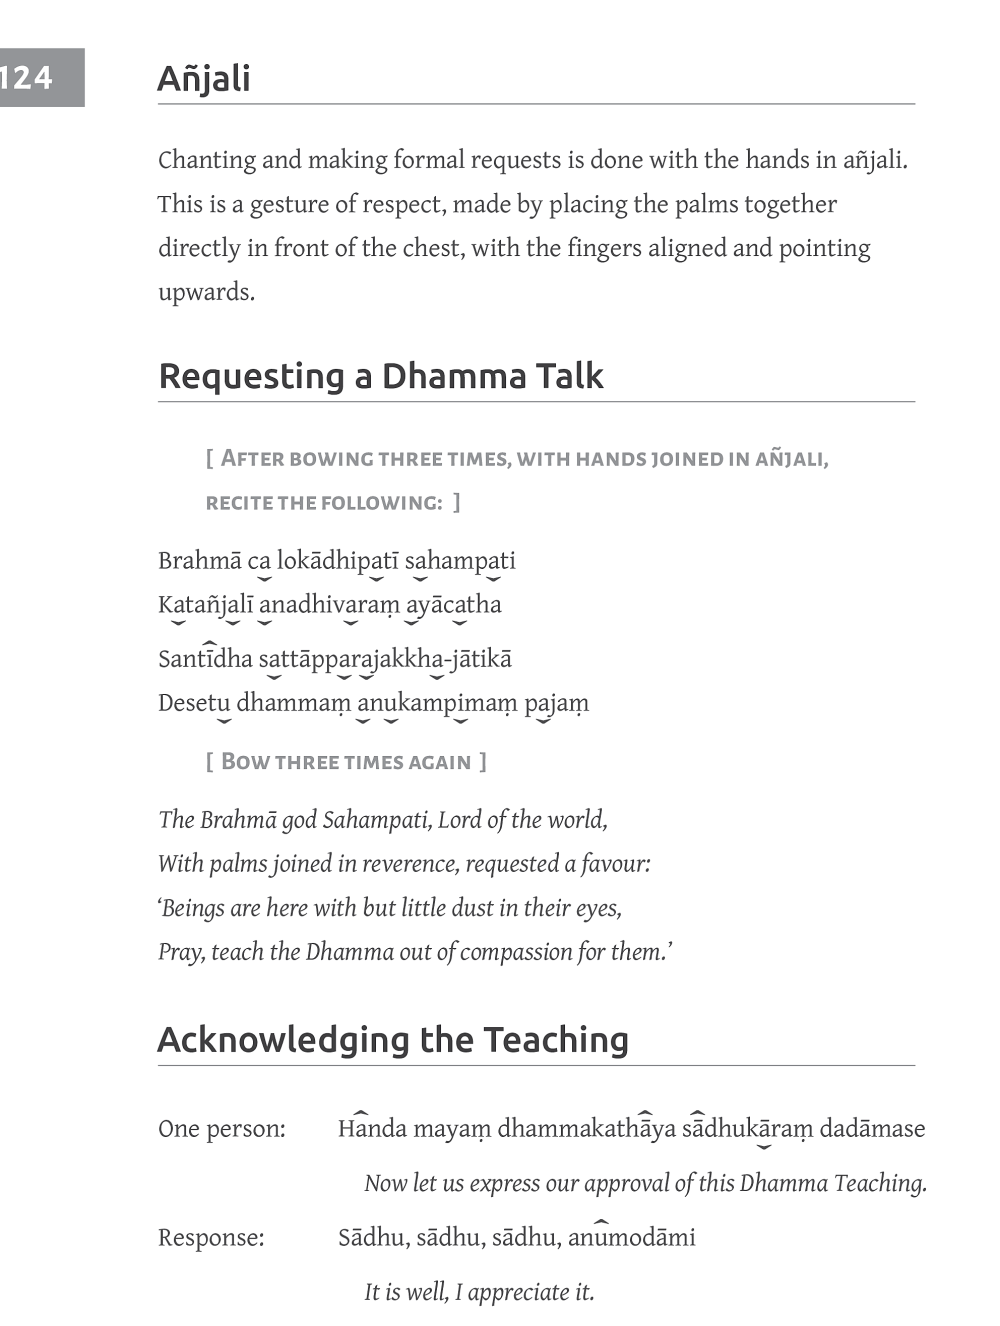 124
Añjali
Chanting and making formal requests is done with the hands in añjali.
This is a gesture of respect, made by placing the palms together
directly in front of the chest, with the fingers aligned and pointing
upwards.
Requesting a Dhamma Talk
[ After bowing three times, with hands joined in añjali,
recite the following: ]
Brahmā ca lokādhipatī sahampati
Katañjalī anadhivaraṃ ayācatha
Santīdha sattāpparajakkha-jātikā
Desetu dhammaṃ anukampimaṃ pajaṃ
[ Bow three times again ]
The Brahmā god Sahampati, Lord of the world,
With palms joined in reverence, requested a favour:
‘Beings are here with but little dust in their eyes,
Pray, teach the Dhamma out of compassion for them.’
Acknowledging the Teaching
One person: Handa mayaṃ dhammakathāya sādhukāraṃ dadāmase
Now let us express our approval of this Dhamma Teaching.
Response: Sādhu, sādhu, sādhu, anumodāmi
It is well, I appreciate it.